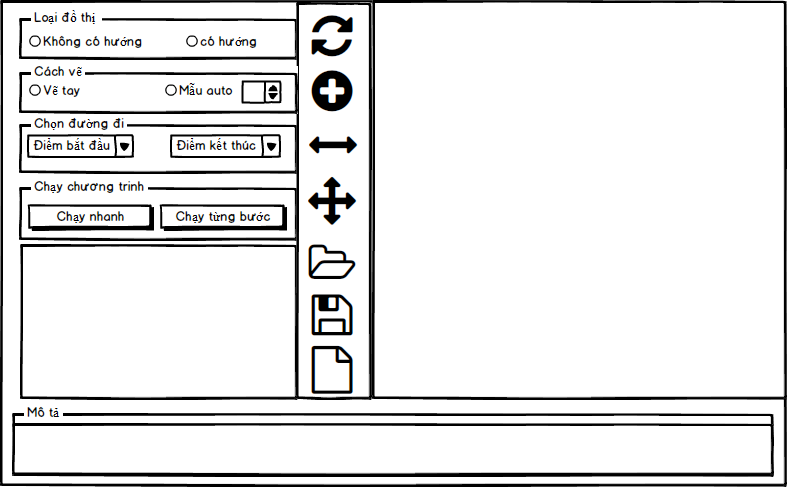 Loại đồ thị
Không có hướng có hướng
Cách vẽ
Vẽ tay Mẫu auto
Chọn đường đi
Điểm bắt đầu Điểm kết thúc
Chạy chương trinh
Chạy nhanh Chạy từng bước
Mô tả